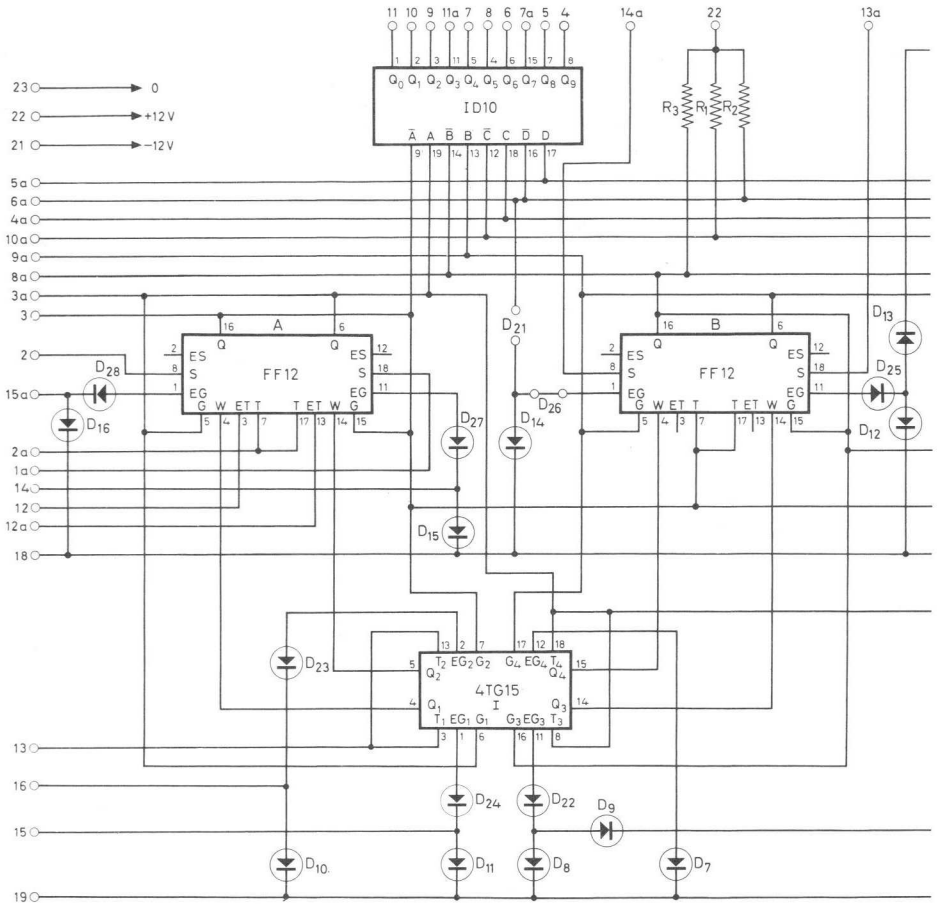 11 10 9 11a 7 8 6 7a 5 4 14a 22 13a
1 2 3 11 5 4 6 15 7 8
Q0 Q1 Q2 Q3 Q4 Q5 Q6 Q7 Q8 Q9
ID10
A̅ A B̅ B C̅ C D̅ D
9 19 14 13 12 18 16 17
R3 R1 R2
23 0
22 +12 V
21 -12V
5a
6a
4a
10a
9a
8a
3a
3
2
15a
2a
1a
14
12
12a
18
A
16 6
Q Q
2 ES ES 12
8 S S 18
FF12
1 EG EG 11
G W ET T T ET W G
5 4 3 7 17 13 14 15
D28
D16
D27
D15
D21
D26
D14
B
16 6
Q Q
2 ES ES 12
8 S S 18
FF12
1 EG EG 11
G W ET T T ET W G
5 4 3 7 17 13 14 15
D13
D25
D12
13 2 7 17 12 18
T2 EG2 G2 G4 EG4 T4
5 Q2 Q4 15
4TG15
I
4 Q1 Q3 14
T1 EG1 G1 G3 EG3 T3
3 1 6 16 11 8
D23
13
16
15
19
D24
D22
D9
D10.
D11
D8
D7